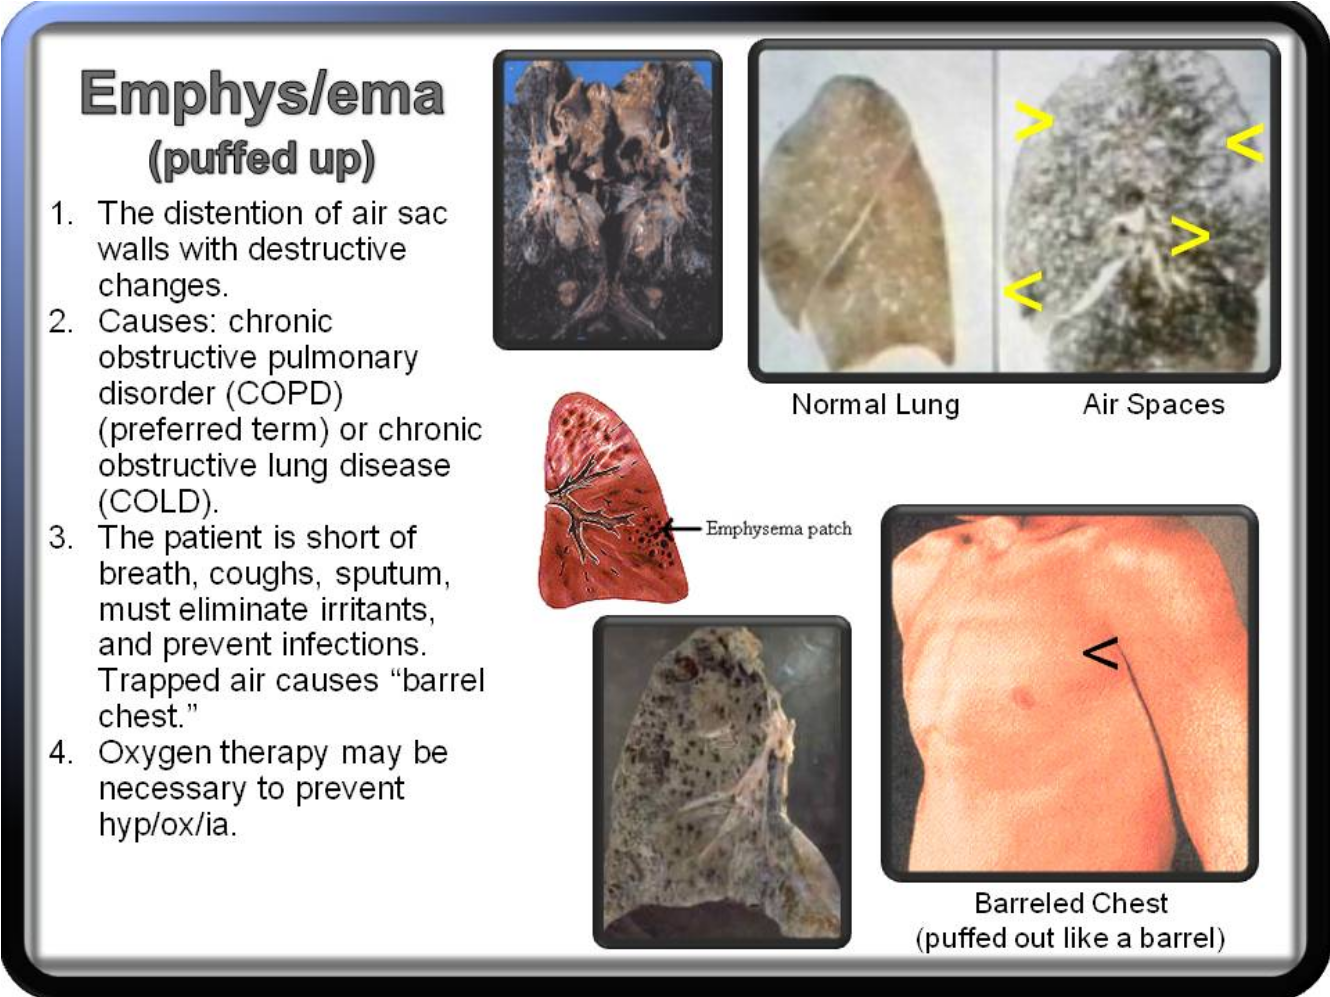 Emphys/ema
(puffed up)
1. The distention of air sac
walls with destructive
changes.
2. Causes: chronic
obstructive pulmonary
disorder (COPD)
(preferred term) or chronic
obstructive lung disease
(COLD).
3. The patient is short of
breath, coughs, sputum,
must eliminate irritants,
and prevent infections.
Trapped air causes “barrel
chest.”
4. Oxygen therapy may be
necessary to prevent
hyp/ox/ia.
Normal Lung
Air Spaces
Emphysema patch
Barreled Chest
(puffed out like a barrel)